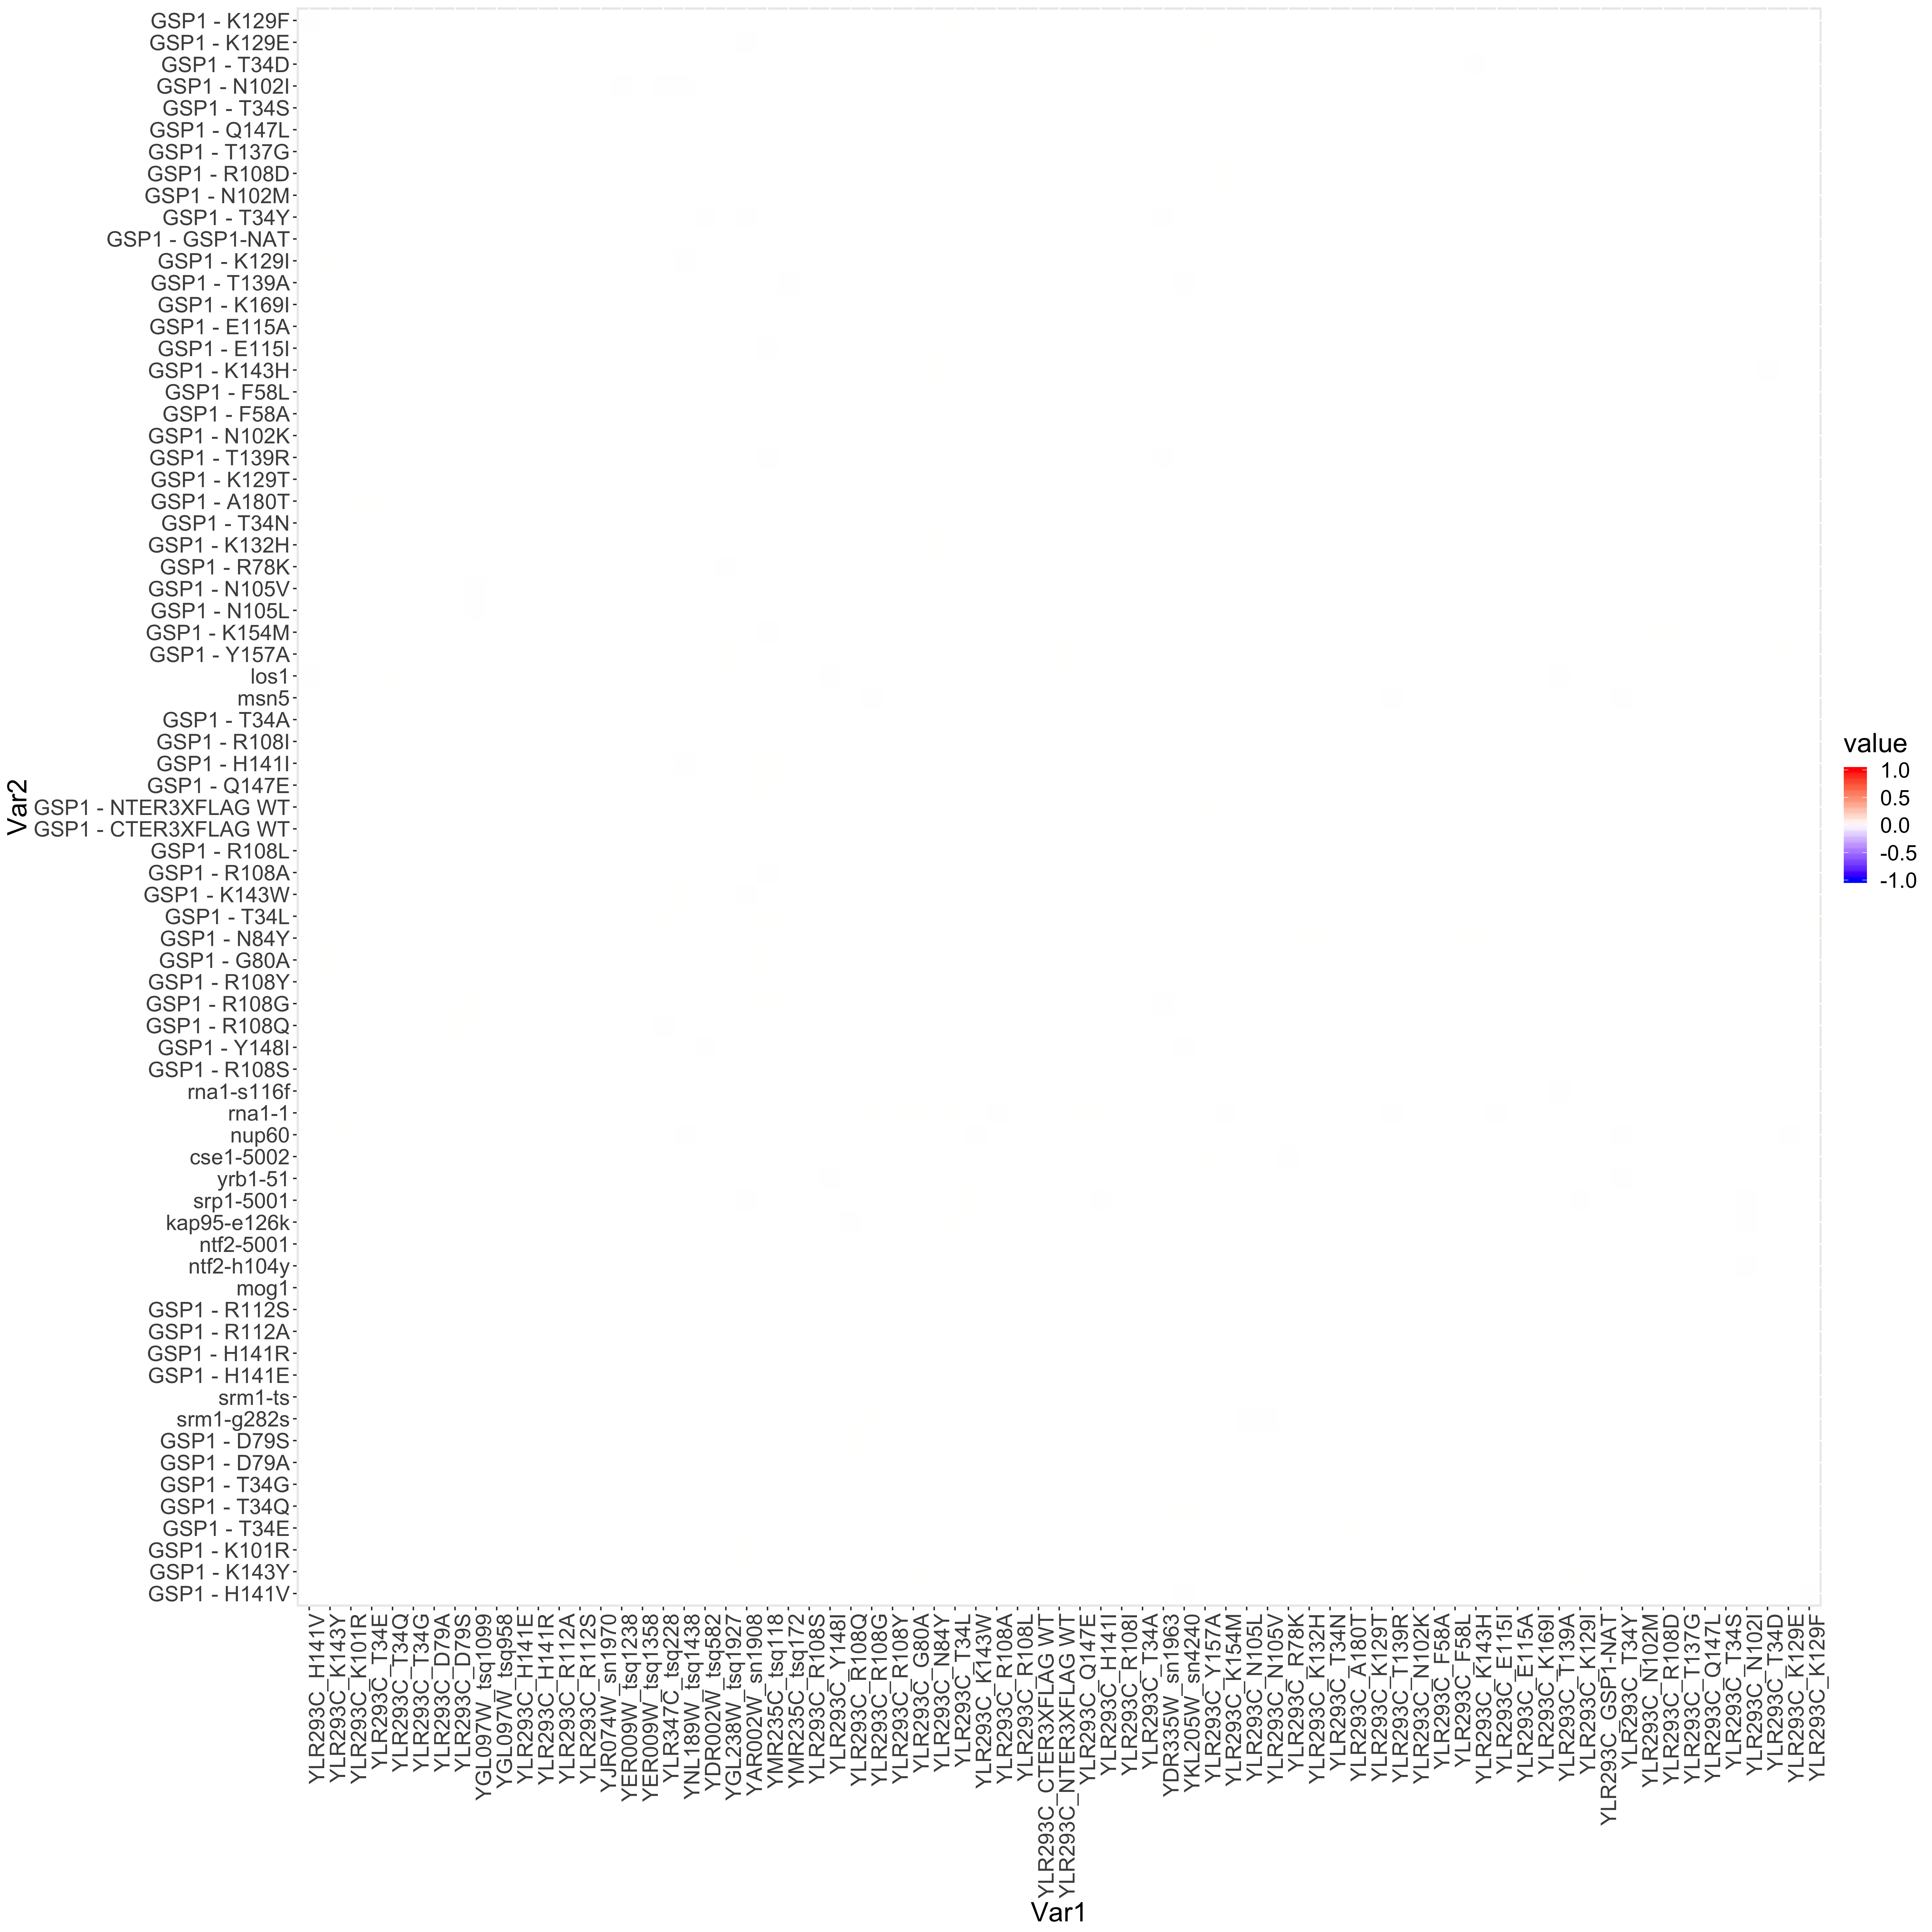 GSP1 - K129F
GSP1 - K129E
GSP1 - T34D
GSP1 - N102I
GSP1 - T34S
GSP1 - Q147L
GSP1 - T137G
GSP1 - R108D
GSP1 - N102M
GSP1 - T34Y
GSP1 - GSP1-NAT
GSP1 - K129I
GSP1 - T139A
GSP1 - K169I
GSP1 - E115A
GSP1 - E115I
GSP1 - K143H
GSP1 - F58L
GSP1 - F58A
GSP1 - N102K
GSP1 - T139R
GSP1 - K129T
GSP1 - A180T
GSP1 - T34N
GSP1 - K132H
GSP1 - R78K
GSP1 - N105V
GSP1 - N105L
GSP1 - K154M
GSP1 - Y157A
los1
msn5
GSP1 - T34A
GSP1 - R108I
GSP1 - H141I
GSP1 - Q147E
GSP1 - NTER3XFLAG WT
GSP1 - CTER3XFLAG WT
GSP1 - R108L
GSP1 - R108A
GSP1 - K143W
GSP1 - T34L
GSP1 - N84Y
GSP1 - G80A
GSP1 - R108Y
GSP1 - R108G
GSP1 - R108Q
GSP1 - Y148I
GSP1 - R108S
rna1-s116f
rna1-1
nup60
cse1-5002
yrb1-51
srp1-5001
kap95-e126k
ntf2-5001
ntf2-h104y
mog1
GSP1 - R112S
GSP1 - R112A
GSP1 - H141R
GSP1 - H141E
srm1-ts
srm1-g282s
GSP1 - D79S
GSP1 - D79A
GSP1 - T34G
GSP1 - T34Q
GSP1 - T34E
GSP1 - K101R
GSP1 - K143Y
GSP1 - H141V
Var2
YLR293C_H141V
YLR293C_K143Y
YLR293C_K101R
YLR293C_T34E
YLR293C_T34Q
YLR293C_T34G
YLR293C_D79A
YLR293C_D79S
YGL097W_tsq1099
YGL097W_tsq958
YLR293C_H141E
YLR293C_H141R
YLR293C_R112A
YLR293C_R112S
YJR074W_sn1970
YER009W_tsq1238
YER009W_tsq1358
YLR347C_tsq228
YNL189W_tsq1438
YDR002W_tsq582
YGL238W_tsq1927
YAR002W_sn1908
YMR235C_tsq118
YMR235C_tsq172
YLR293C_R108S
YLR293C_Y148I
YLR293C_R108Q
YLR293C_R108G
YLR293C_R108Y
YLR293C_G80A
YLR293C_N84Y
YLR293C_T34L
YLR293C_K143W
YLR293C_R108A
YLR293C_R108L
YLR293C_CTER3XFLAG WT
YLR293C_NTER3XFLAG WT
YLR293C_Q147E
YLR293C_H141I
YLR293C_R108I
YLR293C_T34A
YDR335W_sn1963
YKL205W_sn4240
YLR293C_Y157A
YLR293C_K154M
YLR293C_N105L
YLR293C_N105V
YLR293C_R78K
YLR293C_K132H
YLR293C_T34N
YLR293C_A180T
YLR293C_K129T
YLR293C_T139R
YLR293C_N102K
YLR293C_F58A
YLR293C_F58L
YLR293C_K143H
YLR293C_E115I
YLR293C_E115A
YLR293C_K169I
YLR293C_T139A
YLR293C_K129I
YLR293C_GSP1-NAT
YLR293C_T34Y
YLR293C_N102M
YLR293C_R108D
YLR293C_T137G
YLR293C_Q147L
YLR293C_T34S
YLR293C_N102I
YLR293C_T34D
YLR293C_K129E
YLR293C_K129F
Var1
value
1.0
0.5
0.0
-0.5
-1.0